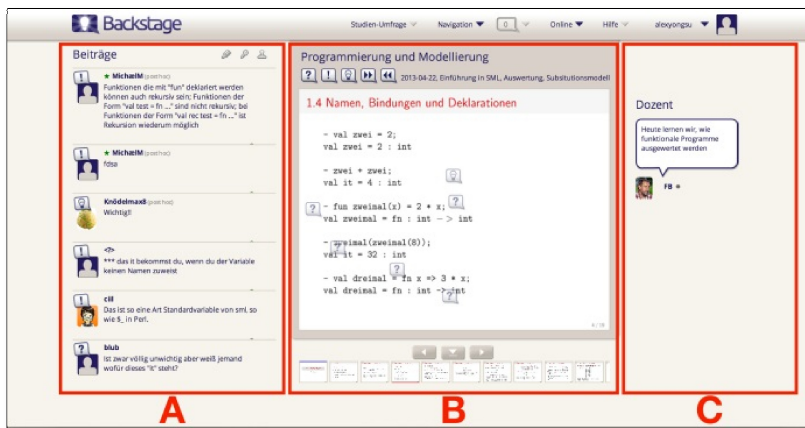 Backstage
Studien-Umfrage
Navigation
0
Online
Hilfe
alexyongsu
Beiträge
!
★ MichaelM (post hoc)
Funktionen die mit "fun" deklariert werden
können auch rekursiv sein; Funktionen der
Form "val test = fn ..." sind nicht rekursiv; bei
Funktionen der Form "val rec test = fn ..." ist
Rekursion wiederum möglich
!
★ MichaelM (post hoc)
fdsa
Knödelmax8 (post hoc)
Wichtig!!
!
<?>
*** das it bekommst du, wenn du der Variable
keinen Namen zuweist
!
cill
Das ist so eine Art Standardvariable von sml, so
wie $_ in Perl.
?
blub
ist zwar völlig unwichtig aber weiß jemand
wofür dieses "it" steht?
A
Programmierung und Modellierung
? !
2013-04-22, Einführung in SML, Auswertung, Subsitutionsmodell
1.4 Namen, Bindungen und Deklarationen
- val zwei = 2;
val zwei = 2 : int
- zwei + zwei;
val it = 4 : int
? - fun zweimal(x) = 2 * x; ?
val zweimal = fn : int - > int
- zweimal(zweimal(8));
?
val it = 32 : int
?
- val dreimal = fn x => 3 * x;
val dreimal = fn : int -> int
?
B
Dozent
Heute lernen wir, wie
funktionale Programme
ausgewertet werden
FB
C